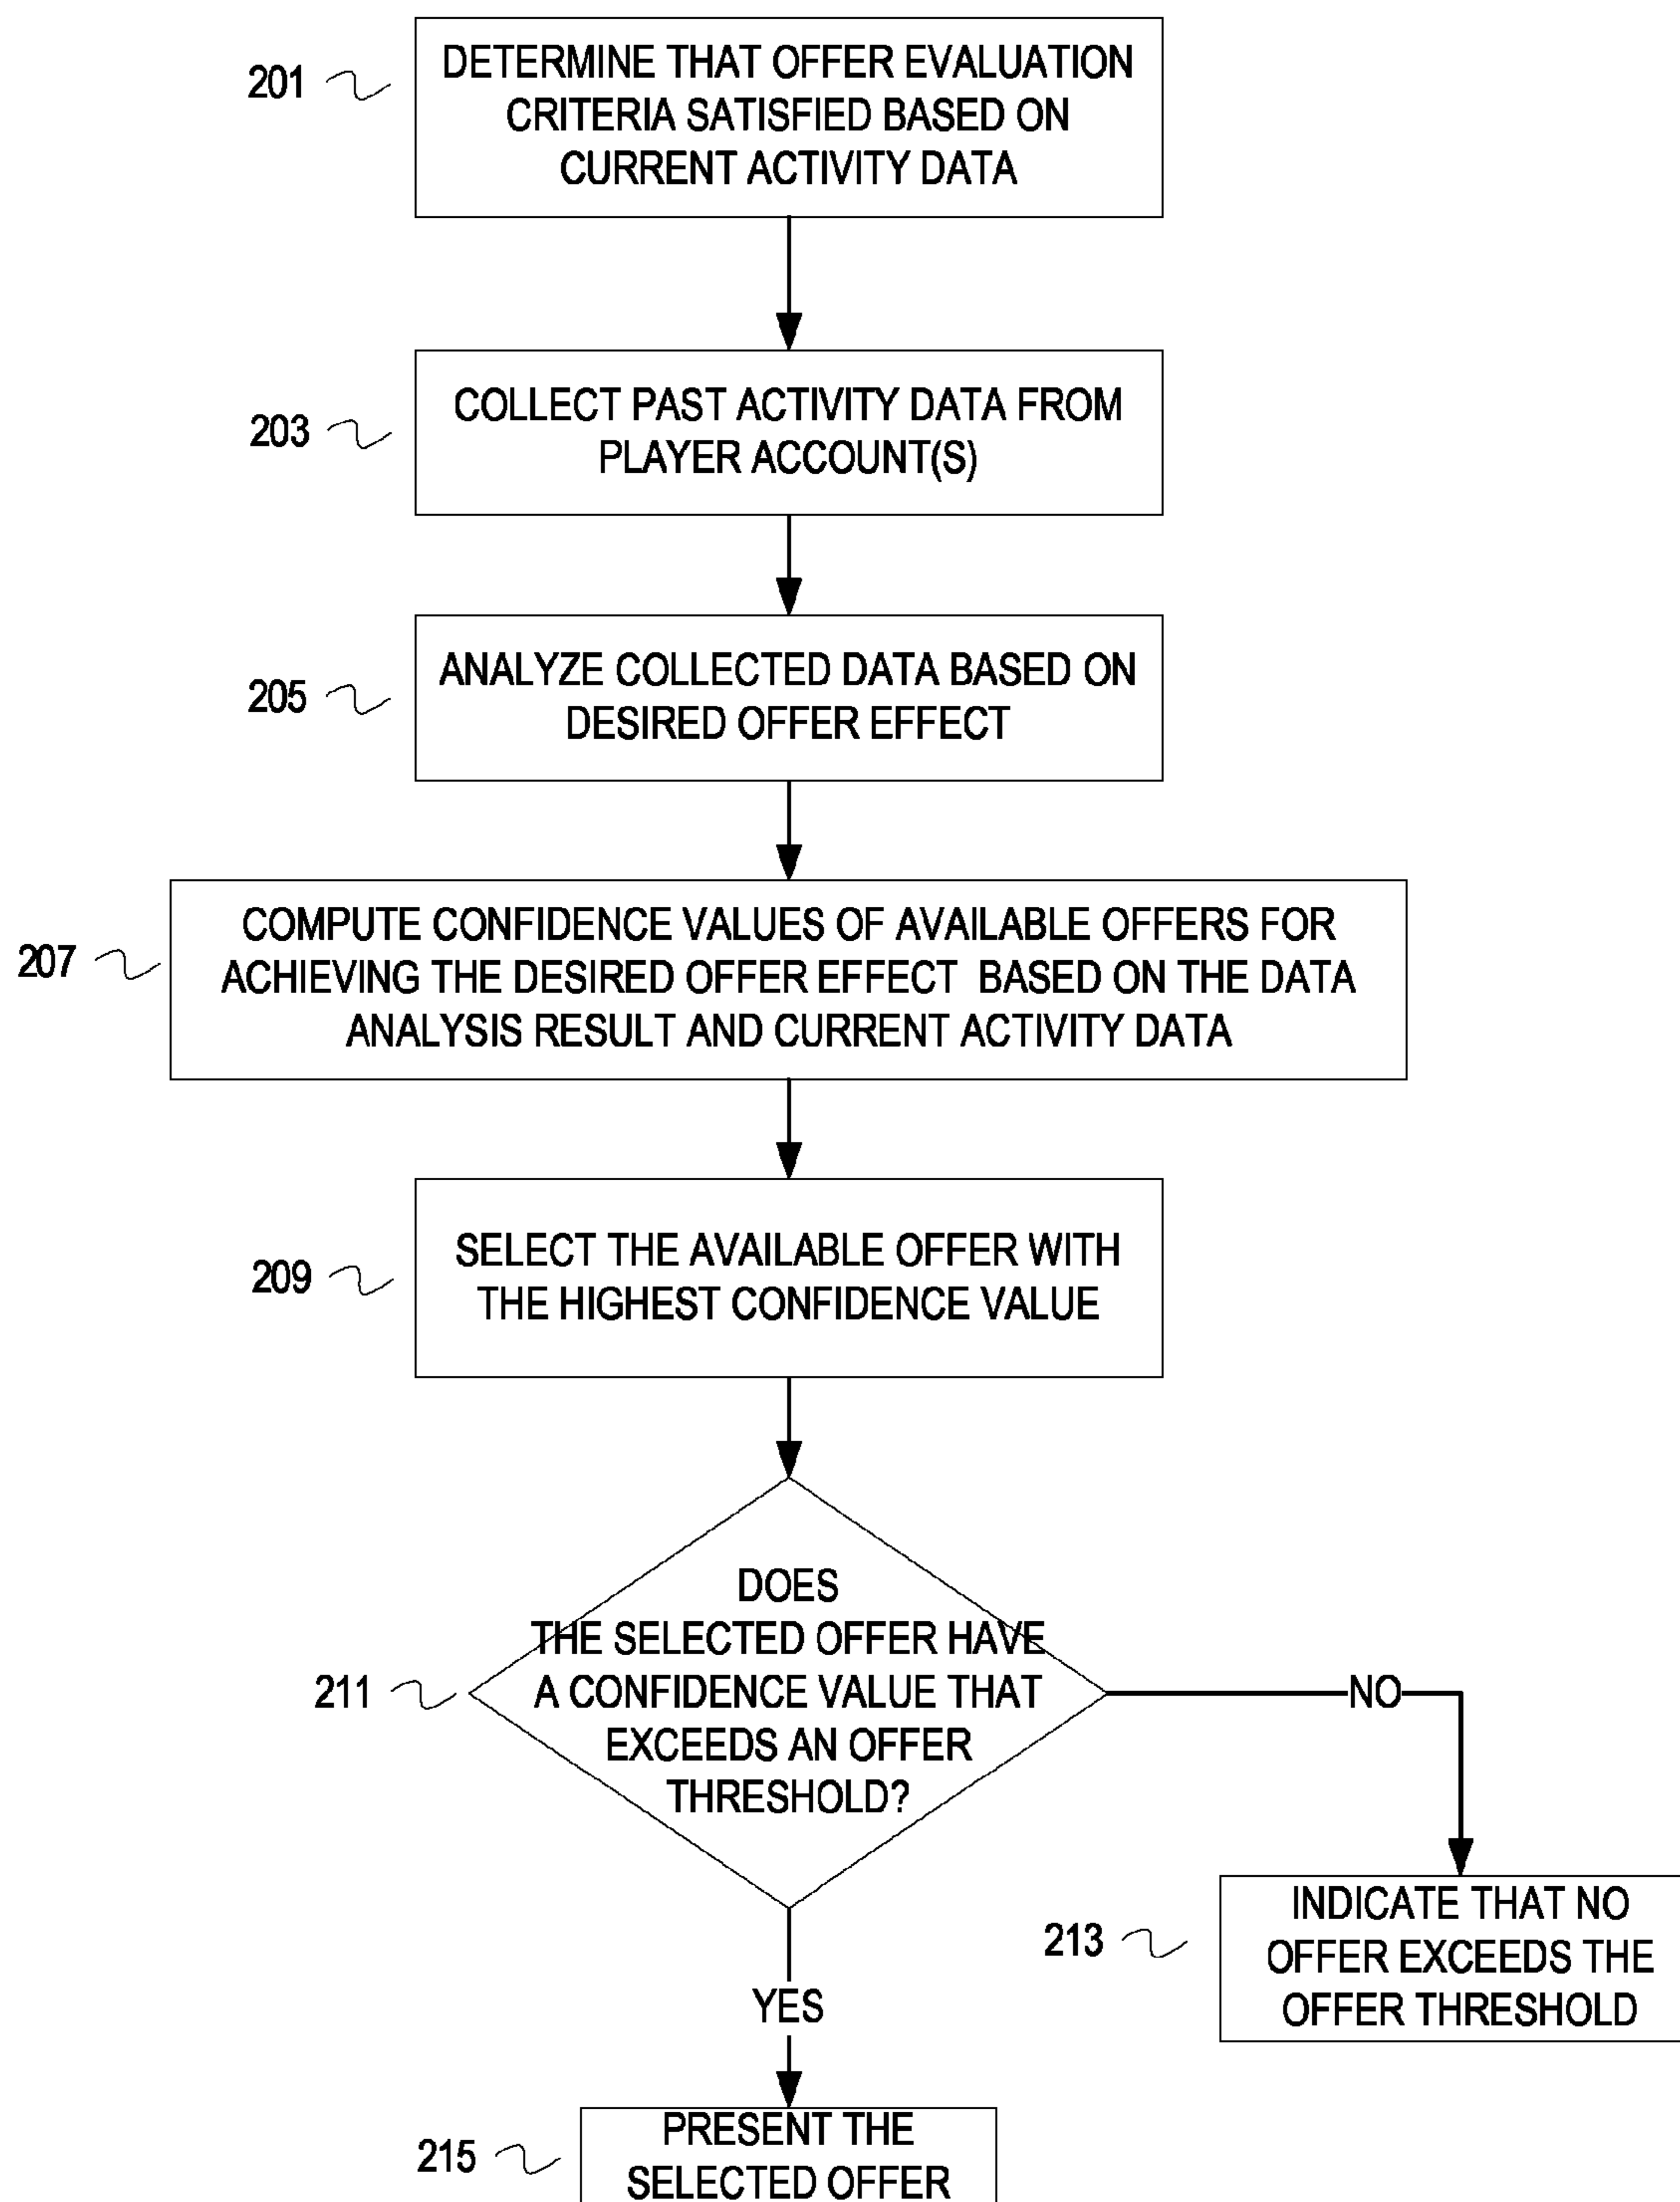 201
DETERMINE THAT OFFER EVALUATION
CRITERIA SATISFIED BASED ON
CURRENT ACTIVITY DATA
203
COLLECT PAST ACTIVITY DATA FROM
PLAYER ACCOUNT(S)
205
ANALYZE COLLECTED DATA BASED ON
DESIRED OFFER EFFECT
207
COMPUTE CONFIDENCE VALUES OF AVAILABLE OFFERS FOR
ACHIEVING THE DESIRED OFFER EFFECT BASED ON THE DATA
ANALYSIS RESULT AND CURRENT ACTIVITY DATA
209
SELECT THE AVAILABLE OFFER WITH
THE HIGHEST CONFIDENCE VALUE
211
DOES
THE SELECTED OFFER HAVE
A CONFIDENCE VALUE THAT
EXCEEDS AN OFFER
THRESHOLD?
NO
213
INDICATE THAT NO
OFFER EXCEEDS THE
OFFER THRESHOLD
YES
215
PRESENT THE
SELECTED OFFER